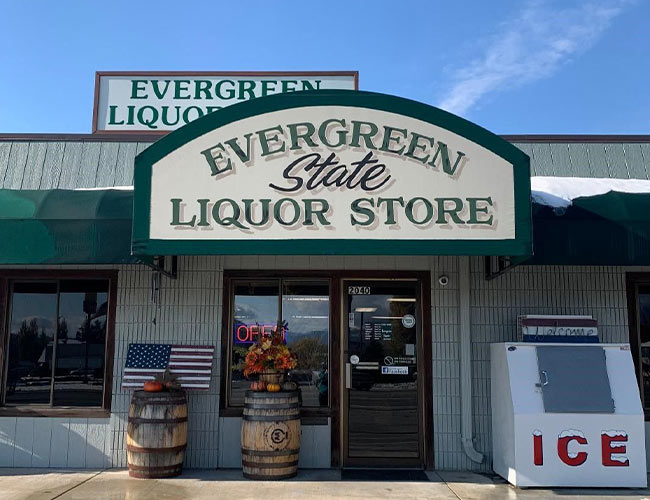 EVERGREEN
LIQUOR
EVERGREEN
State
LIQUOR STORE
2040
OPEN
Welcome
ICE